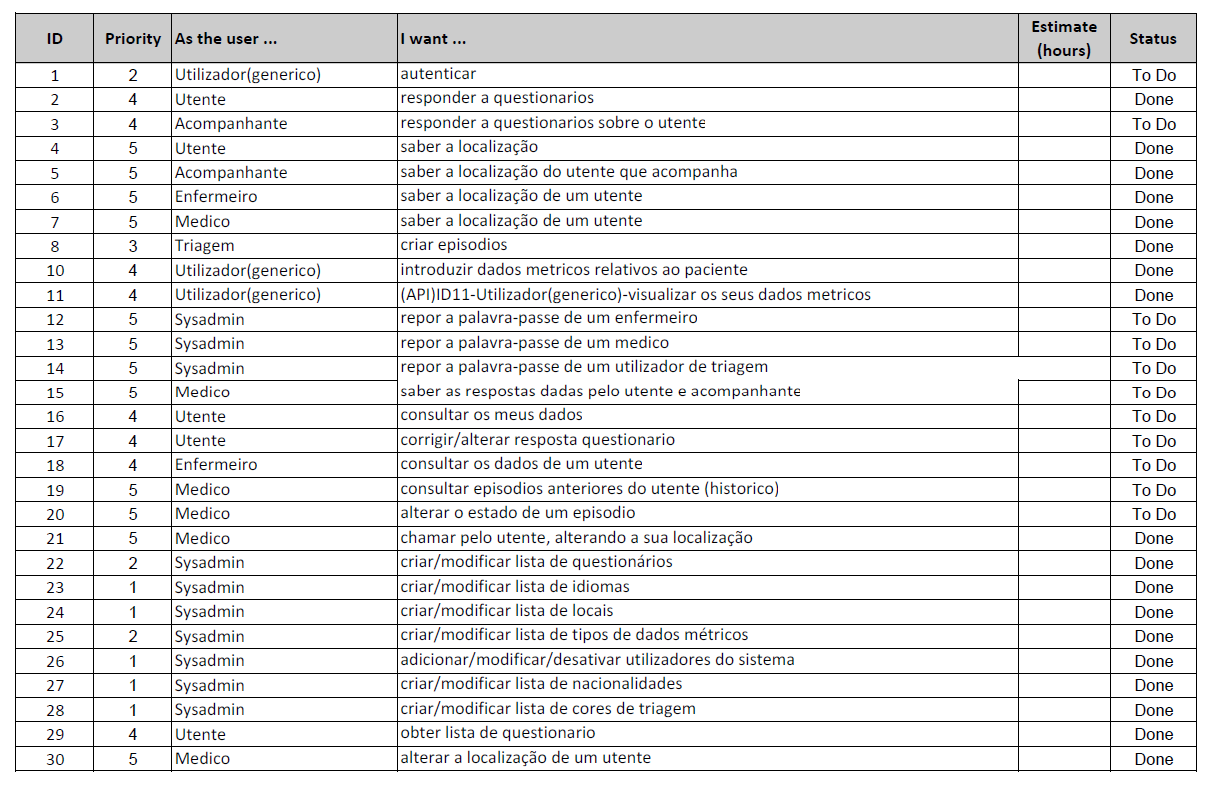 ID Priority As the user ... I want ... Estimate (hours) Status
1 2 Utilizador(generico) autenticar To Do
2 4 Utente responder a questionarios Done
3 4 Acompanhante responder a questionarios sobre o utente To Do
4 5 Utente saber a localização Done
5 5 Acompanhante saber a localização do utente que acompanha Done
6 5 Enfermeiro saber a localização de um utente Done
7 5 Medico saber a localização de um utente Done
8 3 Triagem criar episodios Done
10 4 Utilizador(generico) introduzir dados metricos relativos ao paciente Done
11 4 Utilizador(generico) (API)ID11-Utilizador(generico)-visualizar os seus dados metricos Done
12 5 Sysadmin repor a palavra-passe de um enfermeiro To Do
13 5 Sysadmin repor a palavra-passe de um medico To Do
14 5 Sysadmin repor a palavra-passe de um utilizador de triagem To Do
15 5 Medico saber as respostas dadas pelo utente e acompanhante To Do
16 4 Utente consultar os meus dados To Do
17 4 Utente corrigir/alterar resposta questionario To Do
18 4 Enfermeiro consultar os dados de um utente To Do
19 5 Medico consultar episodios anteriores do utente (historico) To Do
20 5 Medico alterar o estado de um episodio To Do
21 5 Medico chamar pelo utente, alterando a sua localização Done
22 2 Sysadmin criar/modificar lista de questionários Done
23 1 Sysadmin criar/modificar lista de idiomas Done
24 1 Sysadmin criar/modificar lista de locais Done
25 2 Sysadmin criar/modificar lista de tipos de dados métricos Done
26 1 Sysadmin adicionar/modificar/desativar utilizadores do sistema Done
27 1 Sysadmin criar/modificar lista de nacionalidades Done
28 1 Sysadmin criar/modificar lista de cores de triagem Done
29 4 Utente obter lista de questionario Done
30 5 Medico alterar a localização de um utente Done